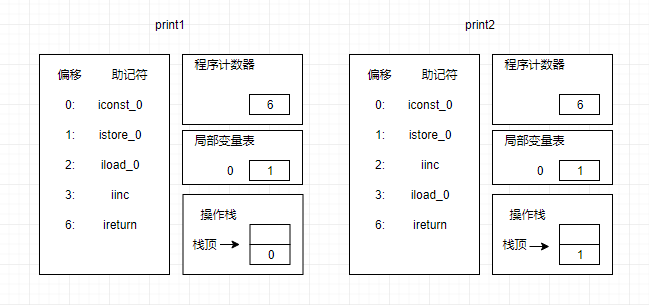 print1
偏移 助记符
0: iconst_0
1: istore_0
2: iload_0
3: iinc
6: ireturn
程序计数器
6
局部变量表
0 1
操作栈
栈顶
0
print2
偏移 助记符
0: iconst_0
1: istore_0
2: iinc
3: iload_0
6: ireturn
程序计数器
6
局部变量表
0 1
操作栈
栈顶
1